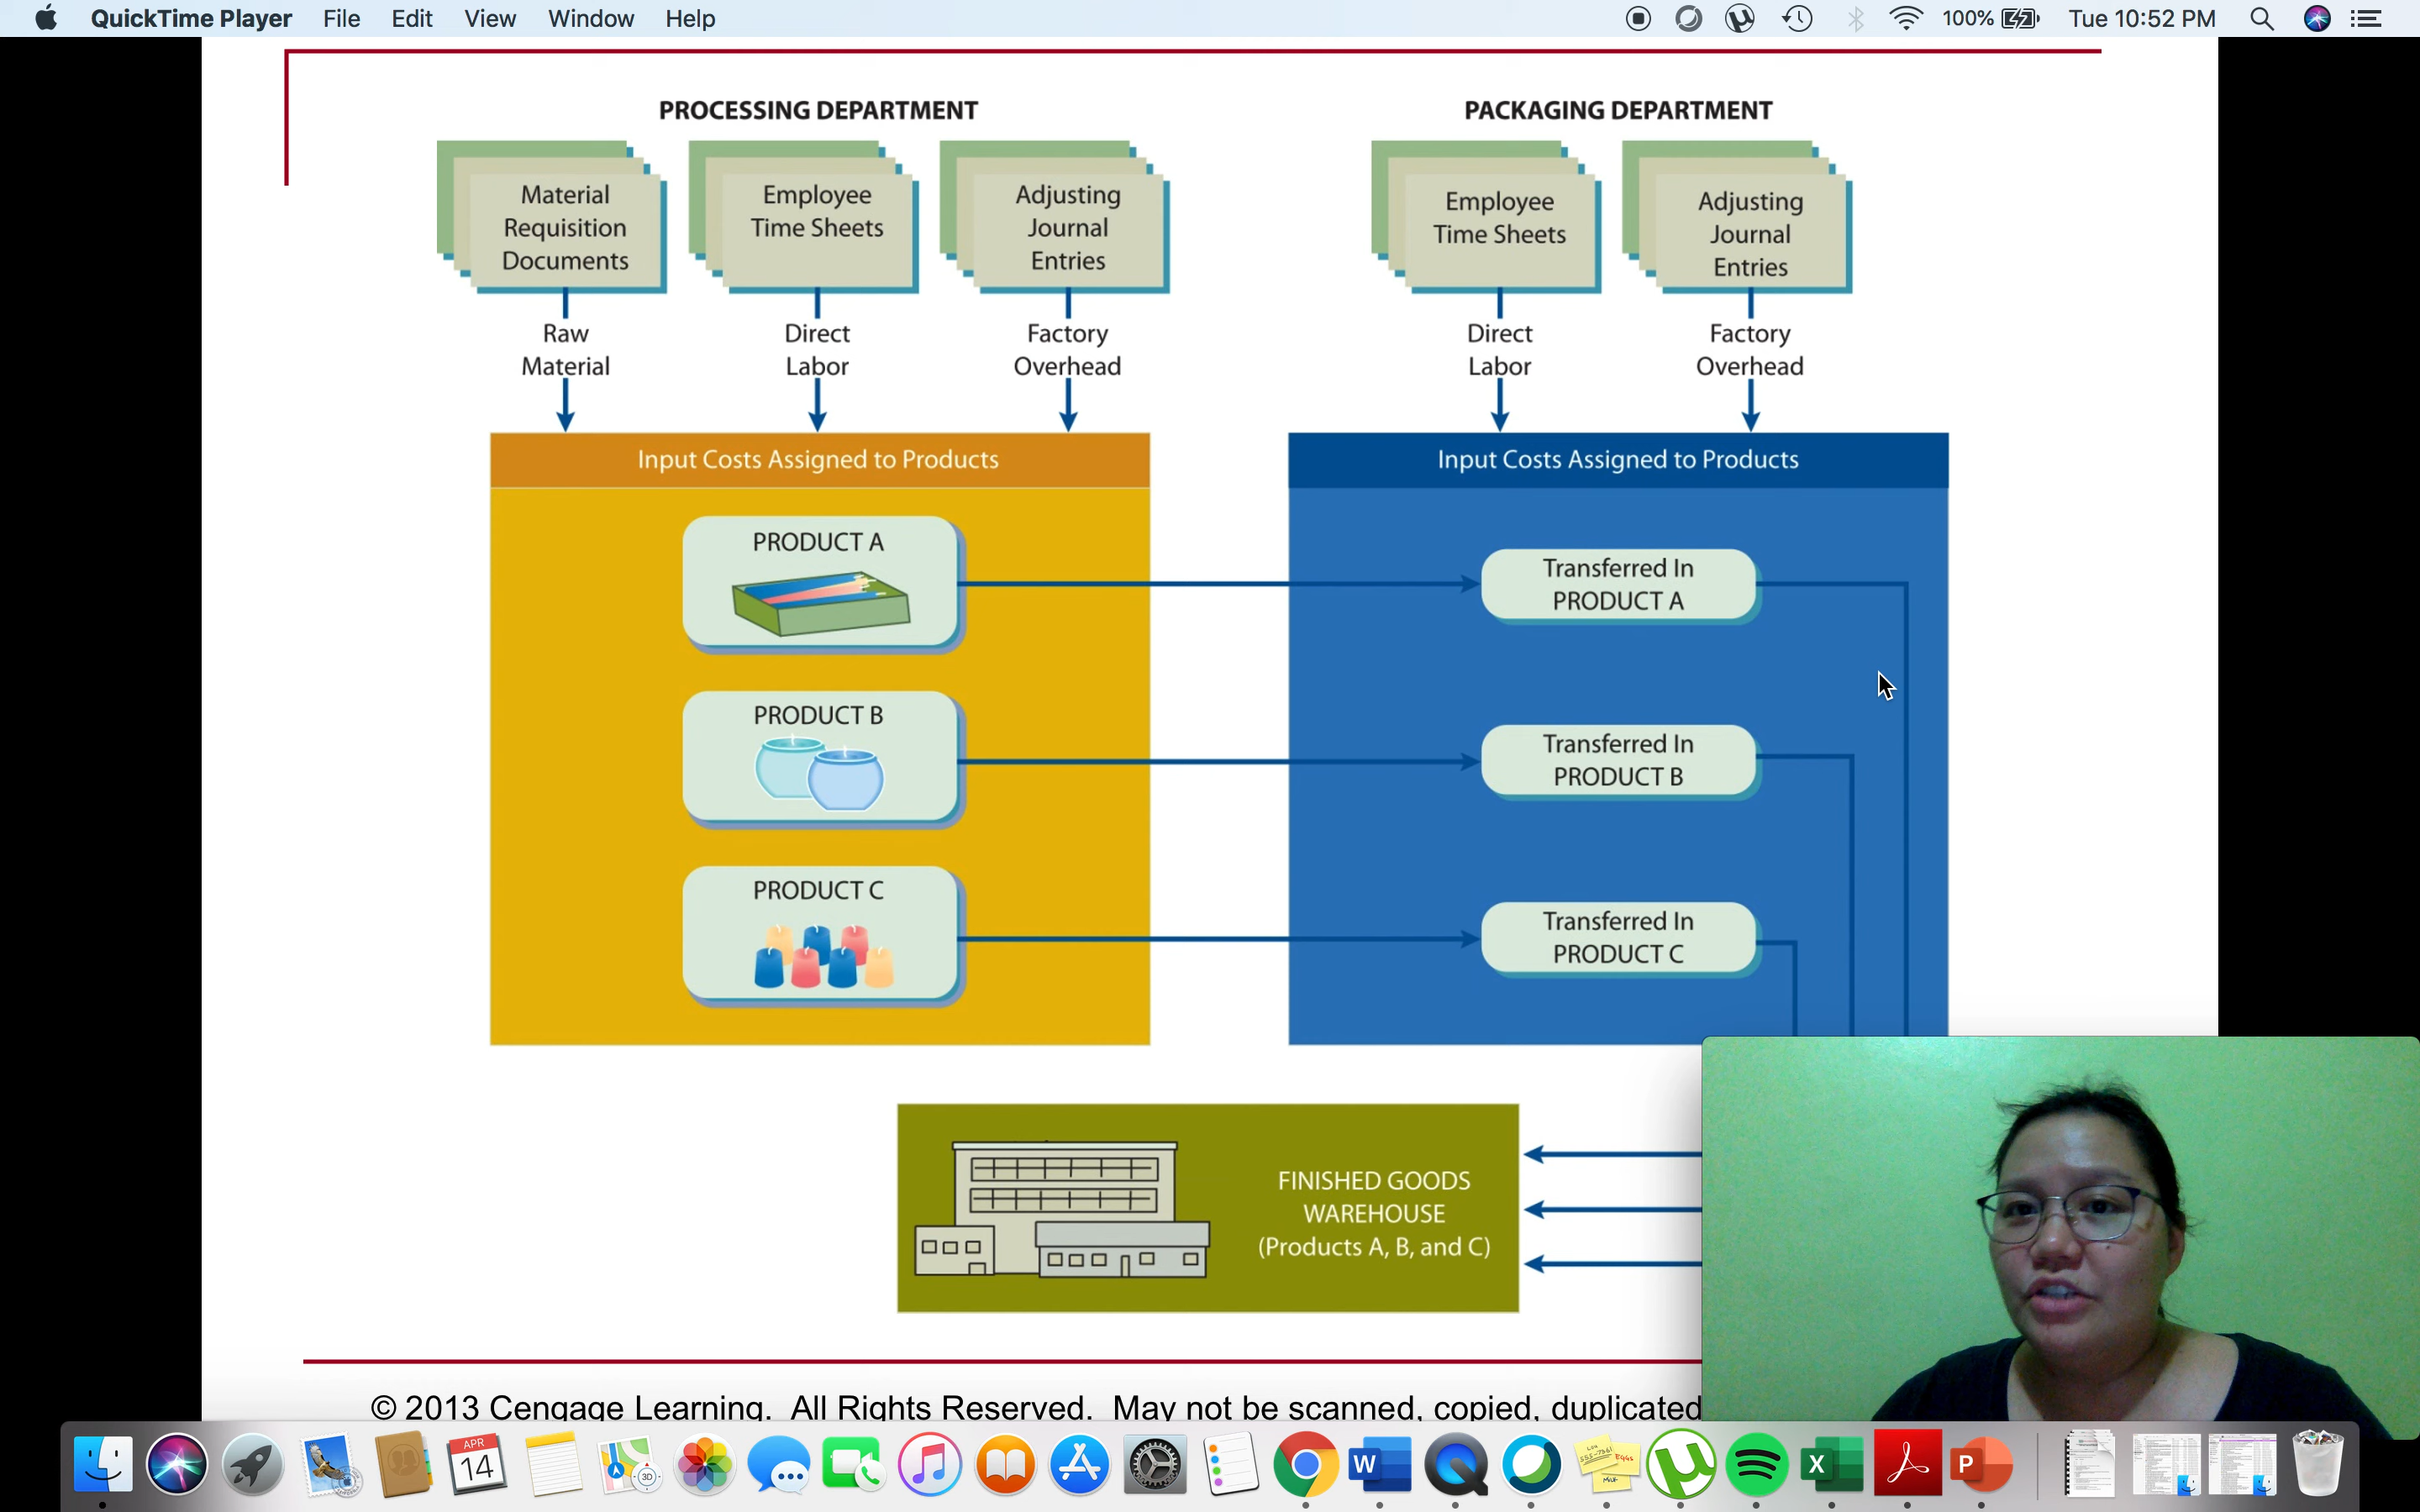 QuickTime Player File Edit View Window Help 100% Tue 10:52 PM
PROCESSING DEPARTMENT
Material
Requisition
Documents
Employee
Time Sheets
Adjusting
Journal
Entries
Raw
Material
Direct
Labor
Factory
Overhead
Input Costs Assigned to Products
PRODUCT A
PRODUCT B
PRODUCT C
PACKAGING DEPARTMENT
Employee
Time Sheets
Adjusting
Journal
Entries
Direct
Labor
Factory
Overhead
Input Costs Assigned to Products
Transferred In
PRODUCT A
Transferred In
PRODUCT B
Transferred In
PRODUCT C
FINISHED GOODS
WAREHOUSE
(Products A, B, and C)
© 2013 Cengage Learning. All Rights Reserved. May not be scanned, copied, duplicated
APR
14
3D
W
X
P